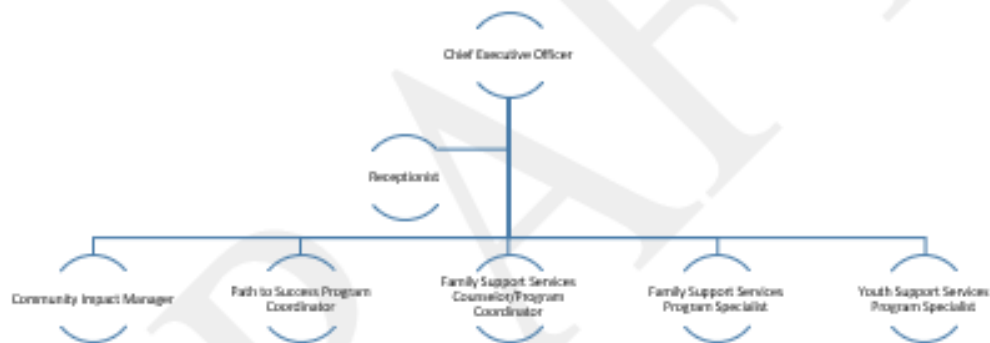 Chief Executive Officer
Receptionist
Community Impact Manager
Path to Success Program
Coordinator
Family Support Services
Counselor/Program
Coordinator
Family Support Services
Program Specialist
Youth Support Services
Program Specialist